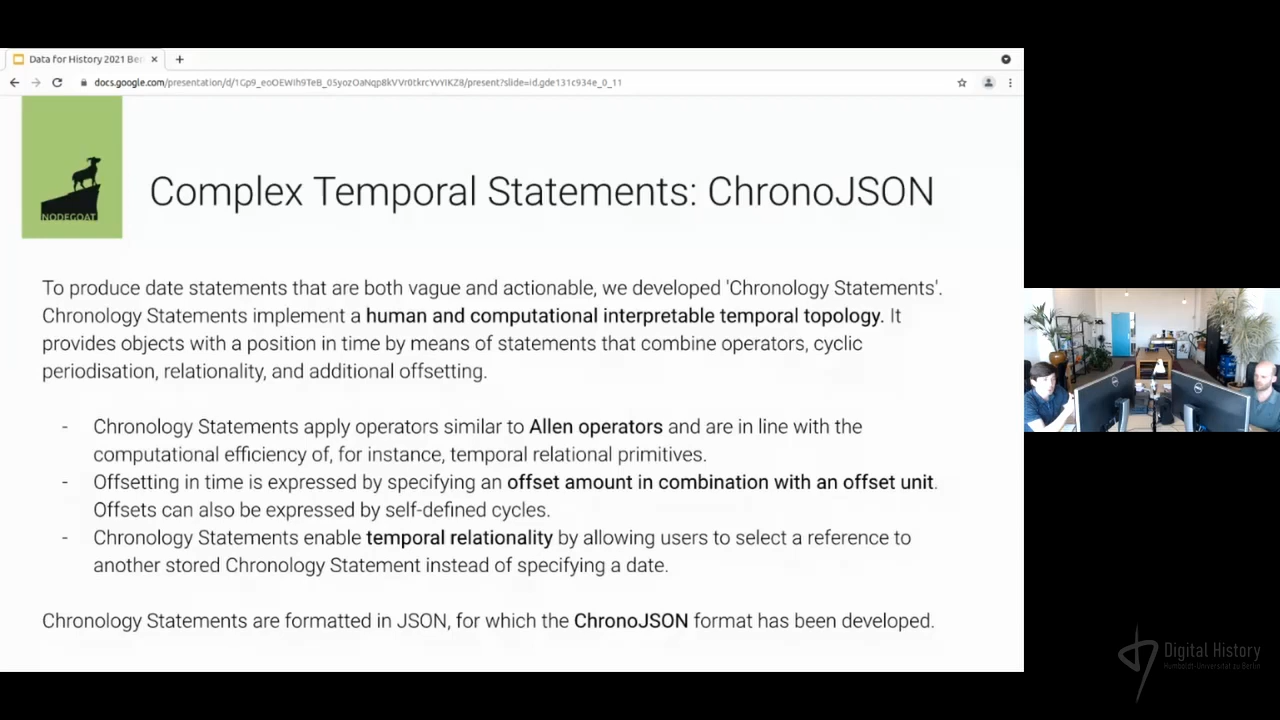 Data for History 2021 Ber
docs.google.com/presentation/d/1Gp9_eoOEWIh9TeB_05yozOaNqp8kVVr0tkrcYvYIKZ8/present?slide=id.gde131c934e_0_11
NODEGOAT
Complex Temporal Statements: ChronoJSON
To produce date statements that are both vague and actionable, we developed 'Chronology Statements'.
Chronology Statements implement a human and computational interpretable temporal topology. It
provides objects with a position in time by means of statements that combine operators, cyclic
periodisation, relationality, and additional offsetting.
- Chronology Statements apply operators similar to Allen operators and are in line with the
computational efficiency of, for instance, temporal relational primitives.
- Offsetting in time is expressed by specifying an offset amount in combination with an offset unit.
Offsets can also be expressed by self-defined cycles.
- Chronology Statements enable temporal relationality by allowing users to select a reference to
another stored Chronology Statement instead of specifying a date.
Chronology Statements are formatted in JSON, for which the ChronoJSON format has been developed.
Digital History
Humboldt-Universität zu Berlin